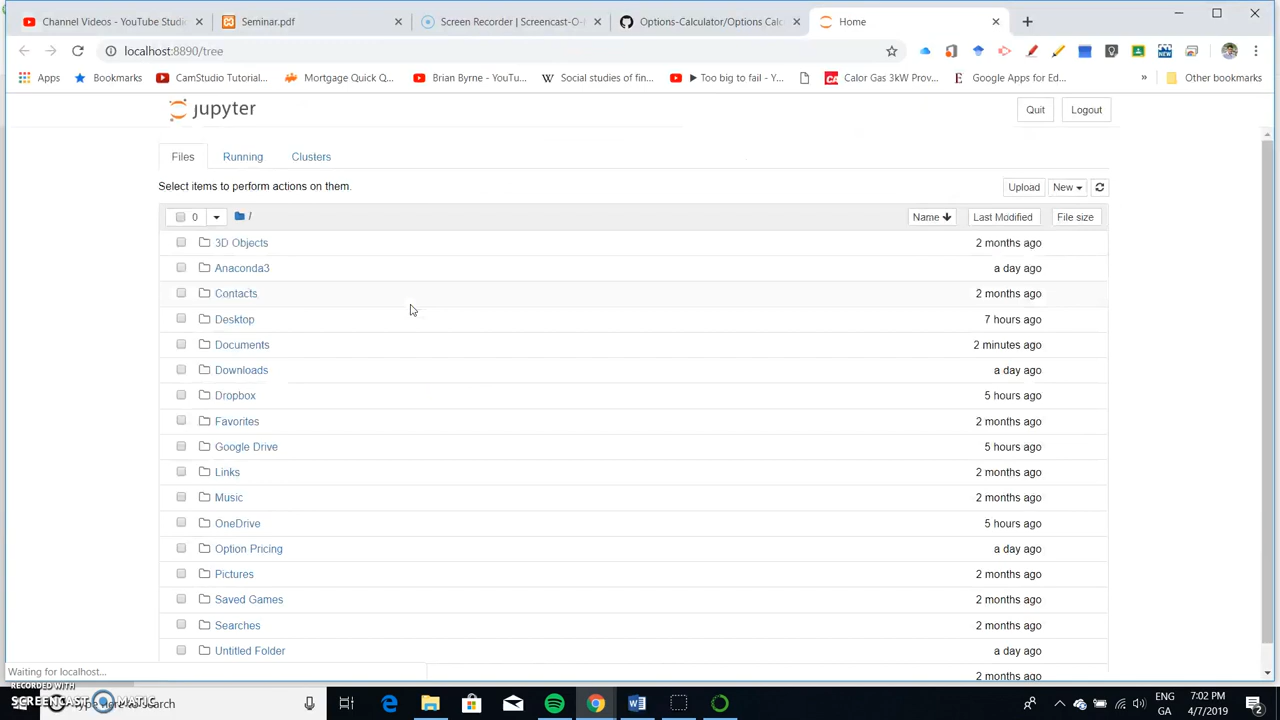 Channel Videos - YouTube Studi
Seminar.pdf
Screen Recorder | Screencast-O-
Options-Calculator/Options Calc
Home
localhost:8890/tree
Apps
Bookmarks
CamStudio Tutorial...
Mortgage Quick Q...
Brian Byrne - YouTu...
Social studies of fin...
Too big to fail - Y...
Calor Gas 3kW Prov...
Google Apps for Ed...
Other bookmarks
jupyter
Quit
Logout
Files
Running
Clusters
Select items to perform actions on them.
Upload
New
0
/
Name
Last Modified
File size
3D Objects
2 months ago
Anaconda3
a day ago
Contacts
2 months ago
Desktop
7 hours ago
Documents
2 minutes ago
Downloads
a day ago
Dropbox
5 hours ago
Favorites
2 months ago
Google Drive
5 hours ago
Links
2 months ago
Music
2 months ago
OneDrive
5 hours ago
Option Pricing
a day ago
Pictures
2 months ago
Saved Games
2 months ago
Searches
2 months ago
Untitled Folder
a day ago
2 months ago
Waiting for localhost...
RECORDED WITH
SCREENCAST MATIC
here to search
ENG
GA
7:02 PM
4/7/2019